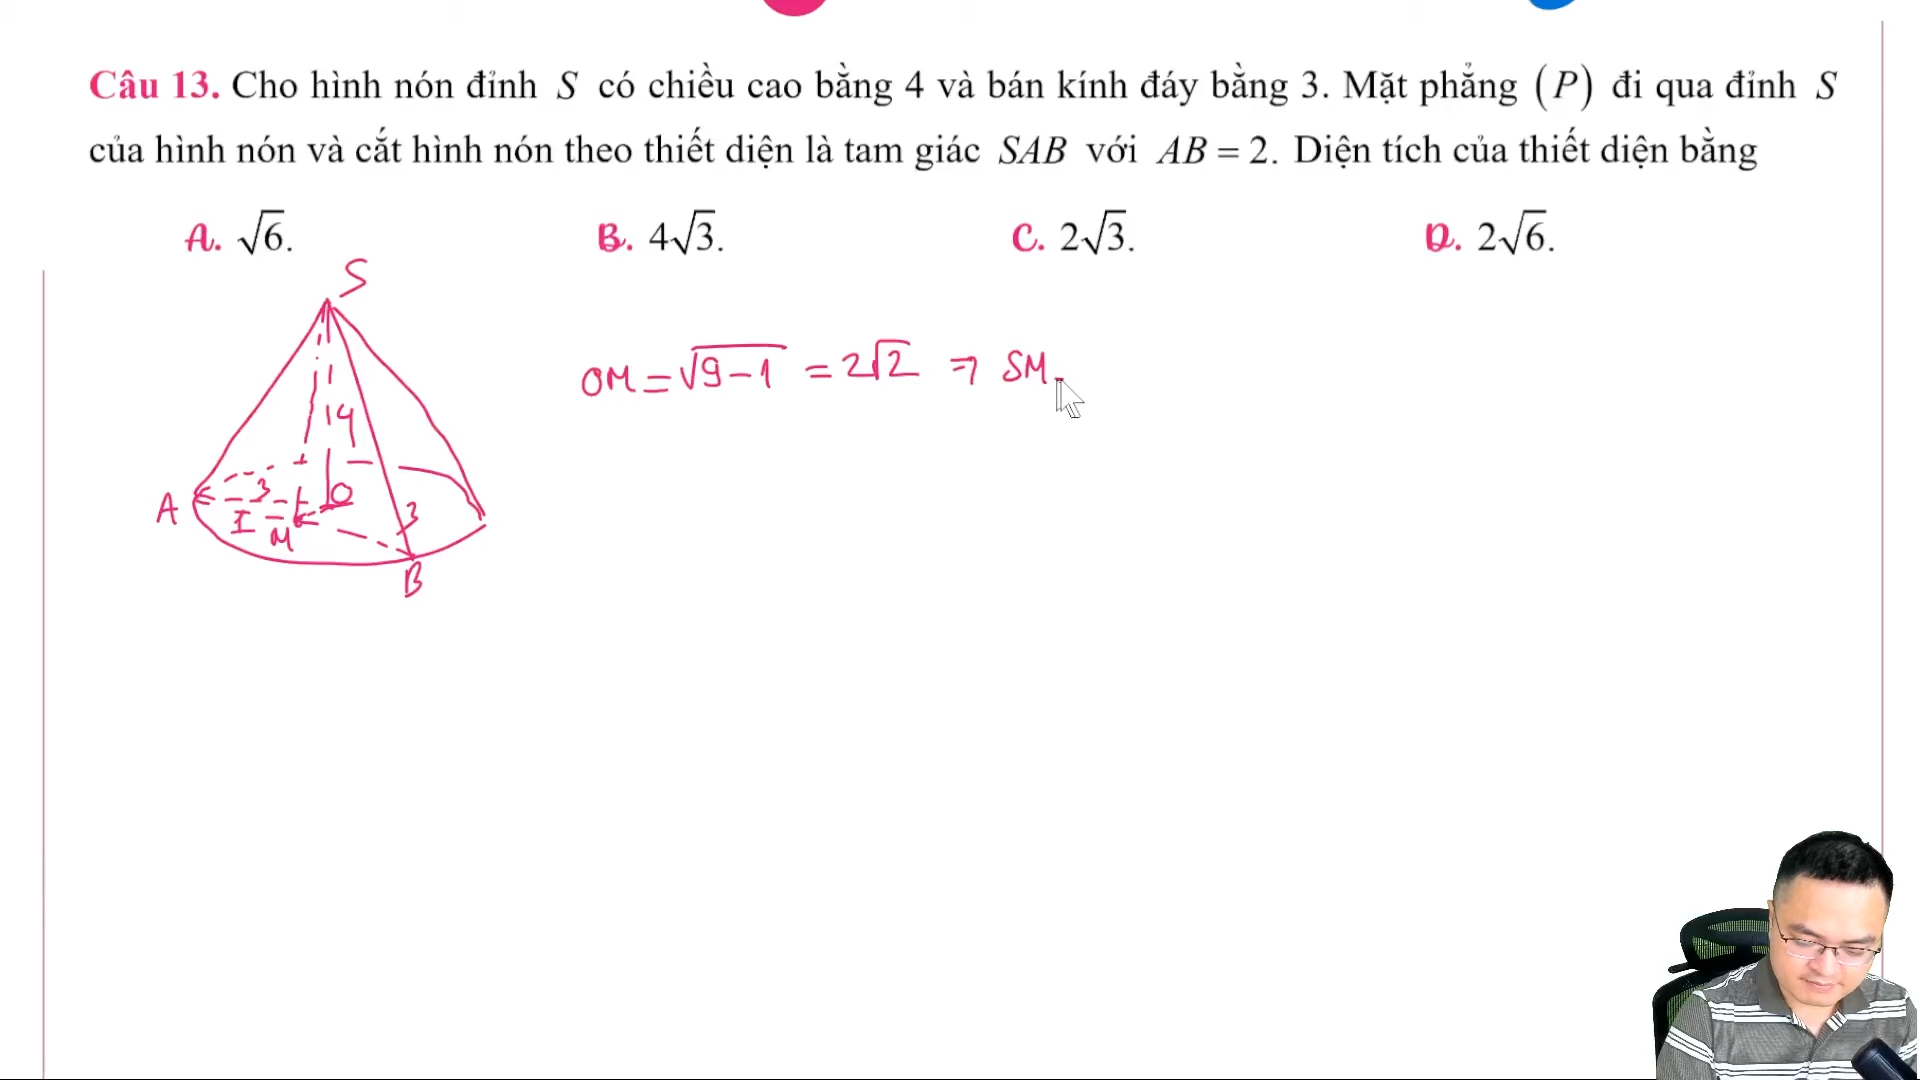 Câu 13. Cho hình nón đỉnh S có chiều cao bằng 4 và bán kính đáy bằng 3. Mặt phẳng (P) đi qua đỉnh S
của hình nón và cắt hình nón theo thiết diện là tam giác SAB với AB = 2. Diện tích của thiết diện bằng
A. √6. B. 4√3. C. 2√3. D. 2√6.
S
OM = √9-1 = 2√2 ⇒ SM
4
A 3 O 3
I M
B